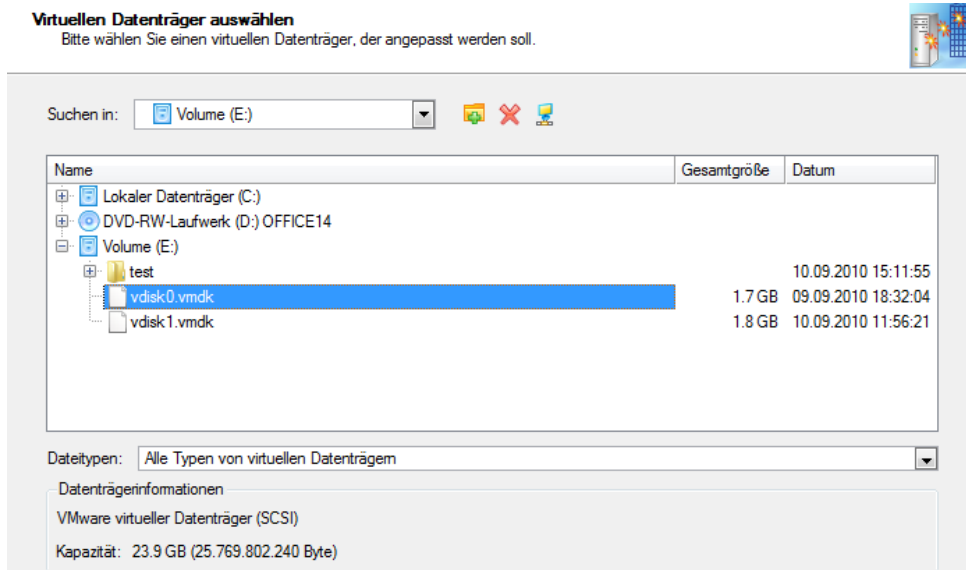 Virtuellen Datenträger auswählen
Bitte wählen Sie einen virtuellen Datenträger, der angepasst werden soll.
Suchen in: Volume (E:)
Name Gesamtgröße Datum
Lokaler Datenträger (C:)
DVD-RW-Laufwerk (D:) OFFICE14
Volume (E:)
test 10.09.2010 15:11:55
vdisk0.vmdk 1.7 GB 09.09.2010 18:32:04
vdisk1.vmdk 1.8 GB 10.09.2010 11:56:21
Dateitypen: Alle Typen von virtuellen Datenträgern
Datenträgerinformationen
VMware virtueller Datenträger (SCSI)
Kapazität: 23.9 GB (25.769.802.240 Byte)